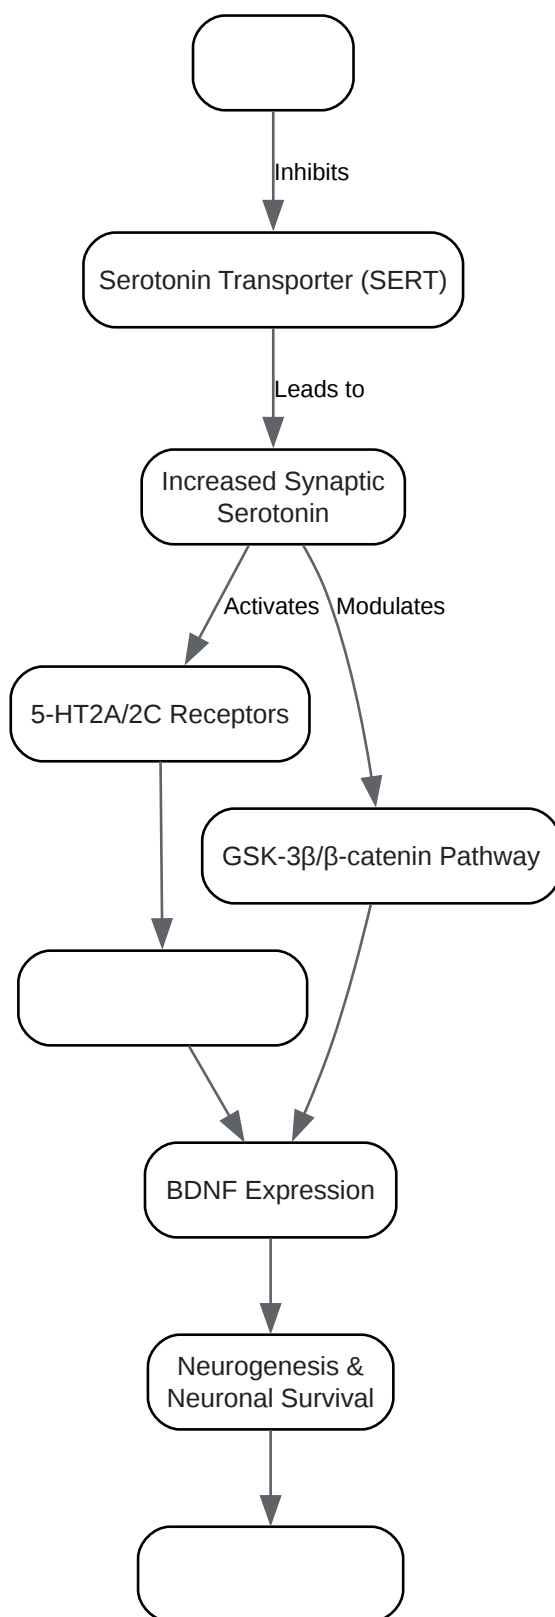 Inhibits
Serotonin Transporter (SERT)
Leads to
Increased Synaptic
Serotonin
Activates
Modulates
5-HT2A/2C Receptors
GSK-3β/β-catenin Pathway
BDNF Expression
Neurogenesis &
Neuronal Survival